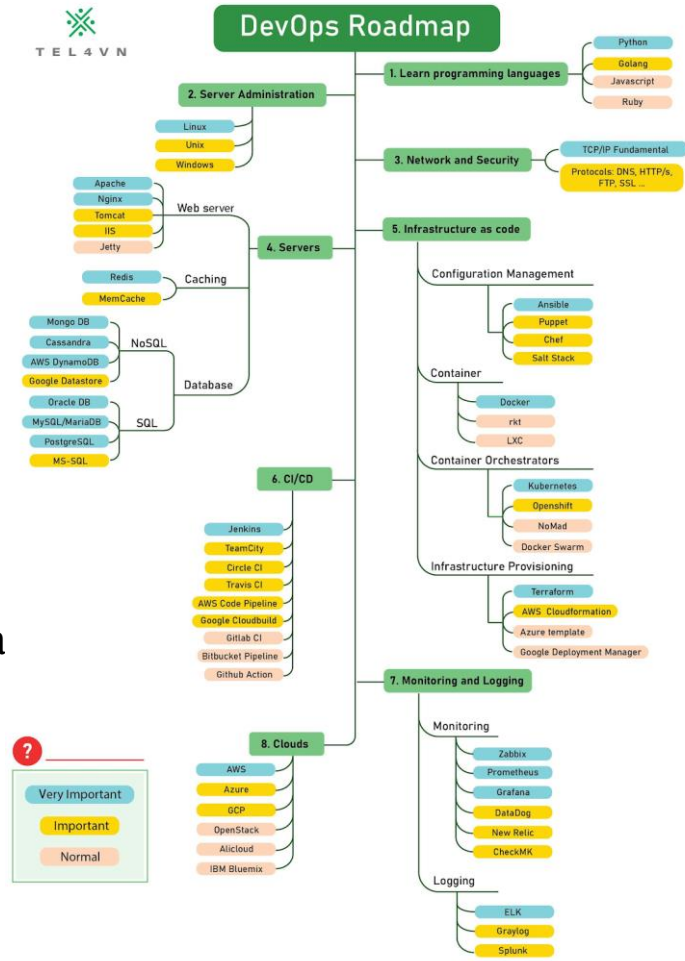 TEL4VN
DevOps Roadmap
1. Learn programming languages
Python
Golang
Javascript
Ruby
2. Server Administration
Linux
Unix
Windows
3. Network and Security
TCP/IP Fundamental
Protocols: DNS, HTTP/s,
FTP, SSL ...
4. Servers
Web server
Apache
Nginx
Tomcat
IIS
Jetty
Caching
Redis
MemCache
Database
NoSQL
Mongo DB
Cassandra
AWS DynamoDB
Google Datastore
SQL
Oracle DB
MySQL/MariaDB
PostgreSQL
MS-SQL
5. Infrastructure as code
Configuration Management
Ansible
Puppet
Chef
Salt Stack
Container
Docker
rkt
LXC
Container Orchestrators
Kubernetes
Openshift
NoMad
Docker Swarm
Infrastructure Provisioning
Terraform
AWS Cloudformation
Azure template
Google Deployment Manager
6. CI/CD
Jenkins
TeamCity
Circle CI
Travis CI
AWS Code Pipeline
Google Cloudbuild
Gitlab CI
Bitbucket Pipeline
Github Action
7. Monitoring and Logging
Monitoring
Zabbix
Prometheus
Grafana
DataDog
New Relic
CheckMK
Logging
ELK
Graylog
Splunk
8. Clouds
AWS
Azure
GCP
OpenStack
Alicloud
IBM Bluemix
?
Very Important
Important
Normal